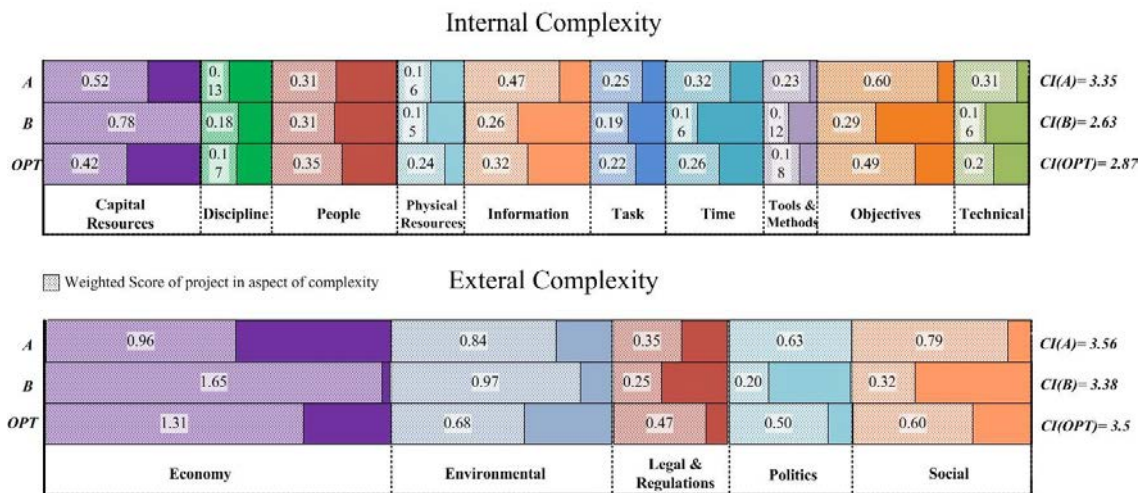 Internal Complexity
A 0.52 0. 13 0.31 0.1 6 0.47 0.25 0.32 0.23 0.60 0.31 CI(A)= 3.35
B 0.78 0.18 0.31 0.1 5 0.26 0.19 0.1 6 0. 12 0.29 0.1 6 CI(B)= 2.63
OPT 0.42 0.1 7 0.35 0.24 0.32 0.22 0.26 0.1 8 0.49 0.2 CI(OPT)= 2.87
Capital Resources Discipline People Physical Resources Information Task Time Tools & Methods Objectives Technical
Exteral Complexity
Weighted Score of project in aspect of complexity
A 0.96 0.84 0.35 0.63 0.79 CI(A)= 3.56
B 1.65 0.97 0.25 0.20 0.32 CI(B)= 3.38
OPT 1.31 0.68 0.47 0.50 0.60 CI(OPT)= 3.5
Economy Environmental Legal & Regulations Politics Social